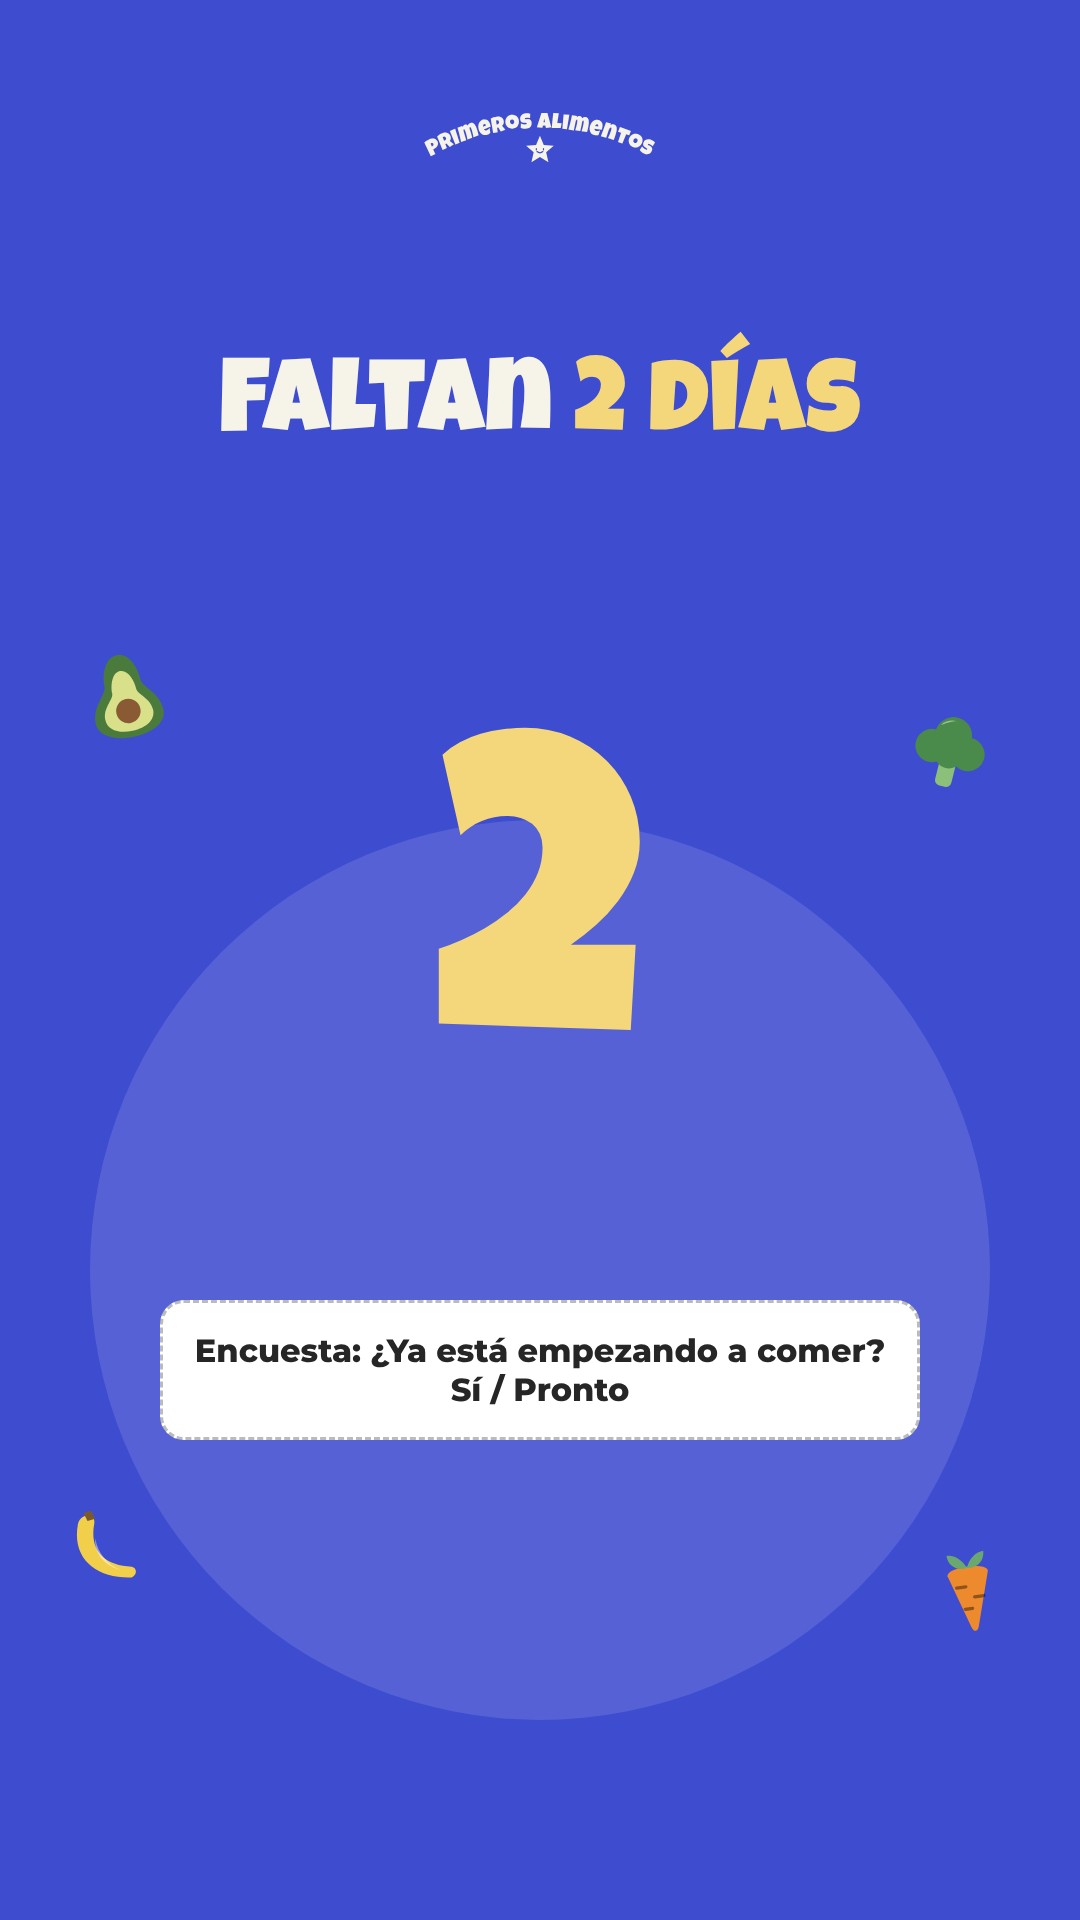 PRIMEROS ALIMENTOS
FALTAN 2 DÍAS
2
Encuesta: ¿Ya está empezando a comer?
Sí / Pronto